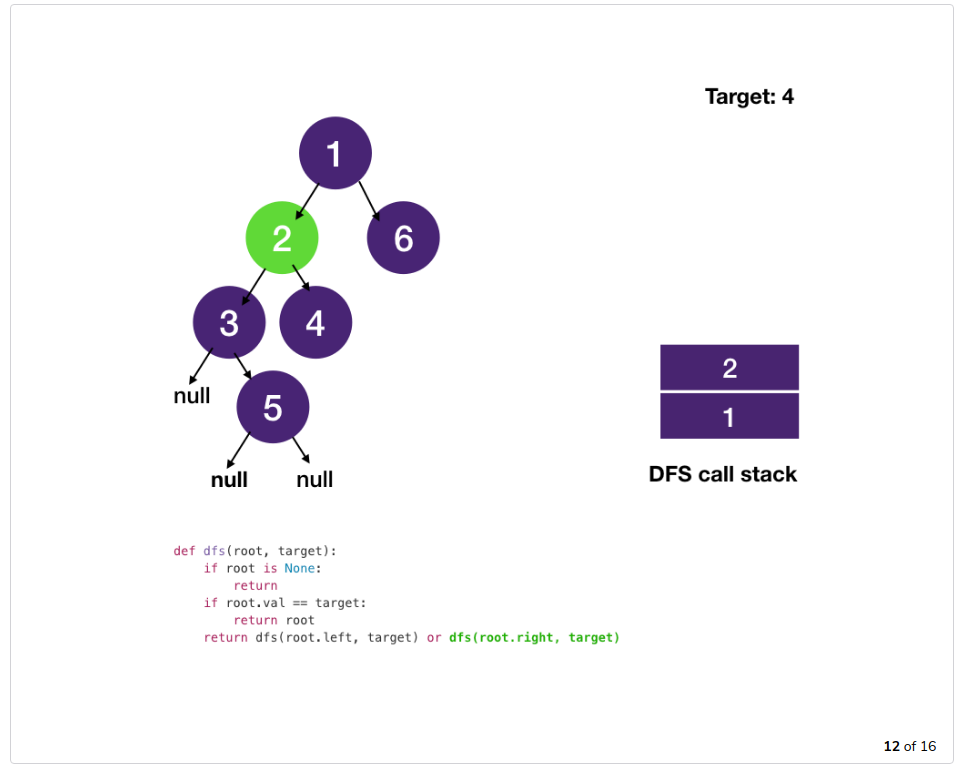 Target: 4
1
2
6
3
4
null
5
null
null
2
1
DFS call stack
def dfs(root, target):
    if root is None:
        return
    if root.val == target:
        return root
    return dfs(root.left, target) or dfs(root.right, target)
12 of 16